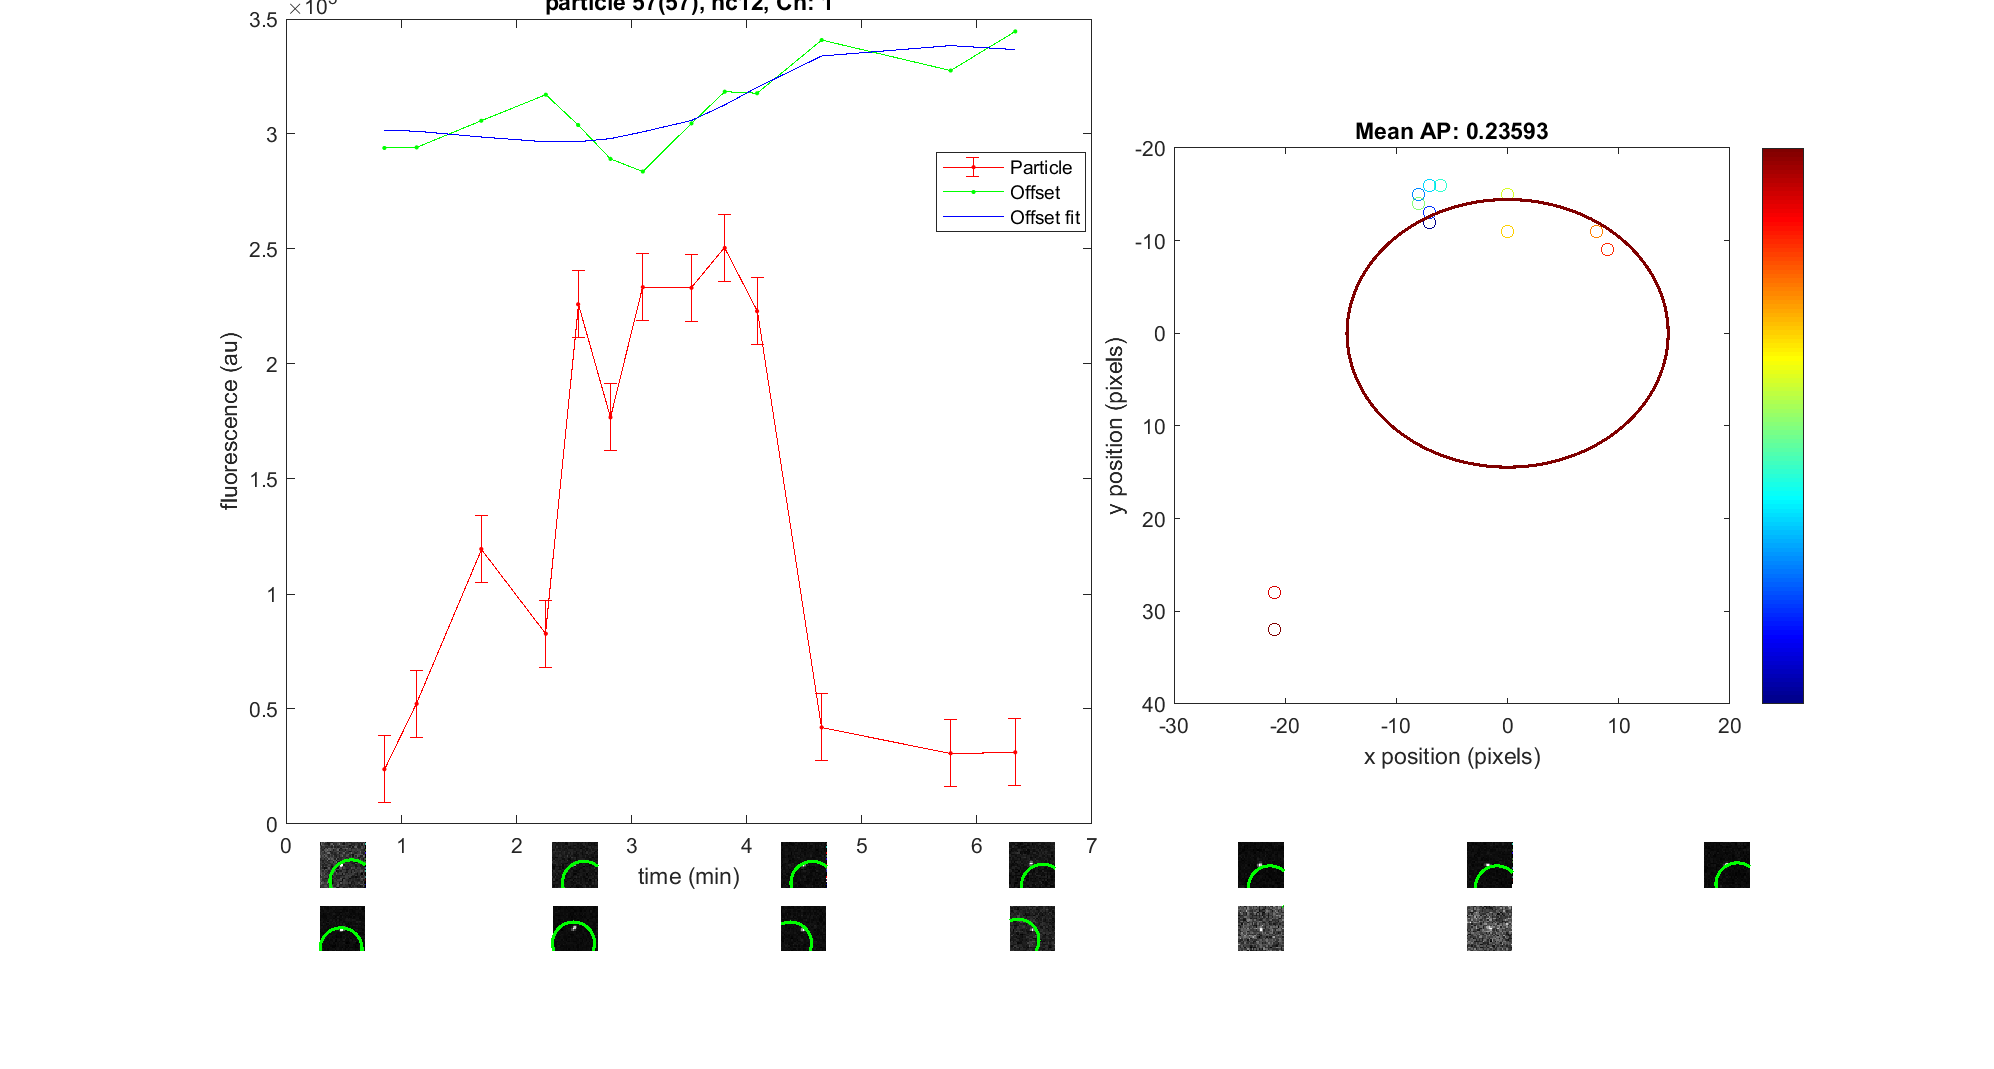 particle 57(57), nc12, Ch: 1
3.5
3
2.5
2
1.5
1
0.5
0
fluorescence (au)
0 1 2 3 4 5 6 7
time (min)
Particle
Offset
Offset fit
Mean AP: 0.23593
-20
-10
0
10
20
30
40
y position (pixels)
-30 -20 -10 0 10 20
x position (pixels)